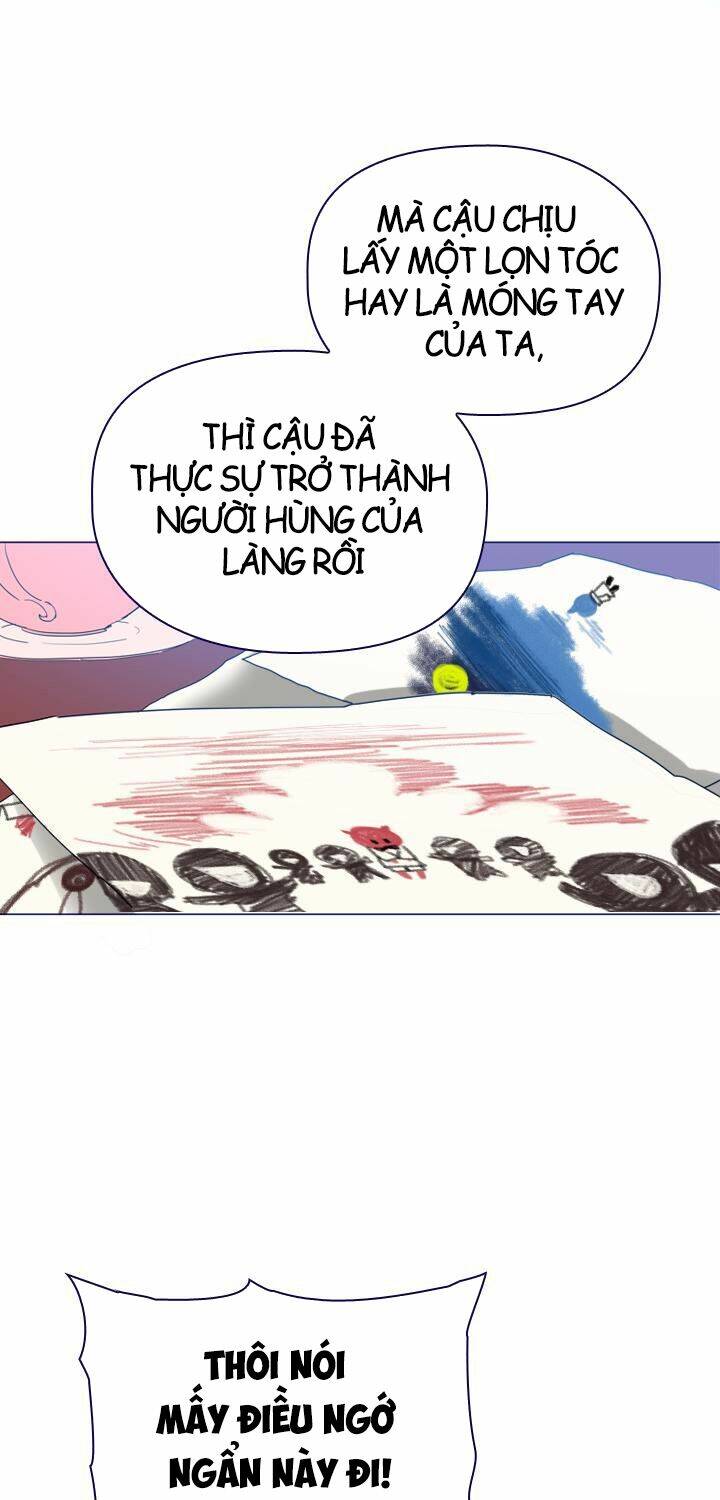 MÀ CẬU CHỊU
LẤY MỘT LỌN TÓC
HAY LÀ MÓNG TAY
CỦA TA,
THÌ CẬU ĐÃ
THỰC SỰ TRỞ THÀNH
NGƯỜI HÙNG CỦA
LÀNG RỒI
THÔI NÓI
MẤY ĐIỀU NGỚ
NGẨN NÀY ĐI!